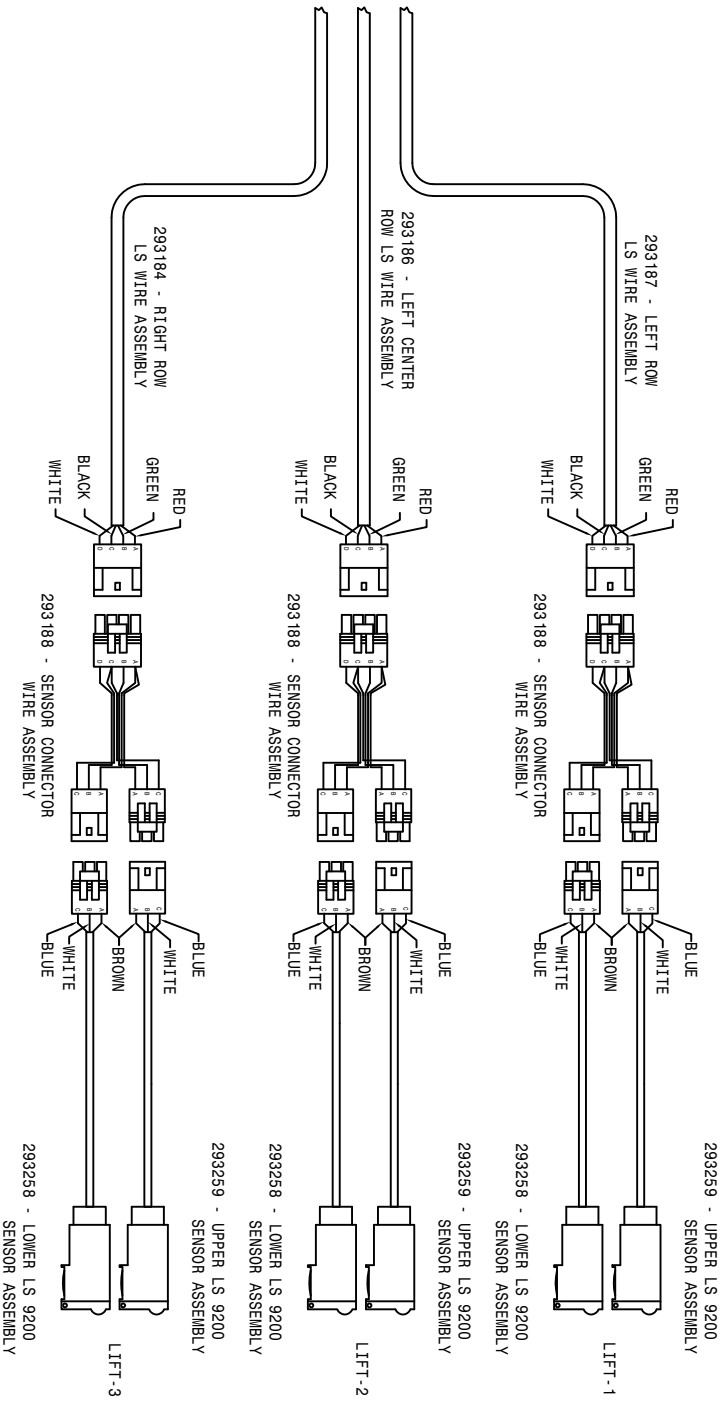 293187 - LEFT ROW
LS WIRE ASSEMBLY
RED
GREEN
BLACK
WHITE
A
B
C
D
A
B
C
D
293188 - SENSOR CONNECTOR
WIRE ASSEMBLY
C
B
A
A
B
C
C
B
A
A
B
C
BLUE
WHITE
BROWN
WHITE
BLUE
293259 - UPPER LS 9200
SENSOR ASSEMBLY
293258 - LOWER LS 9200
SENSOR ASSEMBLY
LIFT-1
293186 - LEFT CENTER
ROW LS WIRE ASSEMBLY
RED
GREEN
BLACK
WHITE
A
B
C
D
A
B
C
D
293188 - SENSOR CONNECTOR
WIRE ASSEMBLY
C
B
A
A
B
C
C
B
A
A
B
C
BLUE
WHITE
BROWN
WHITE
BLUE
293259 - UPPER LS 9200
SENSOR ASSEMBLY
293258 - LOWER LS 9200
SENSOR ASSEMBLY
LIFT-2
293184 - RIGHT ROW
LS WIRE ASSEMBLY
RED
GREEN
BLACK
WHITE
A
B
C
D
A
B
C
D
293188 - SENSOR CONNECTOR
WIRE ASSEMBLY
C
B
A
A
B
C
C
B
A
A
B
C
BLUE
WHITE
BROWN
WHITE
BLUE
293259 - UPPER LS 9200
SENSOR ASSEMBLY
293258 - LOWER LS 9200
SENSOR ASSEMBLY
LIFT-3